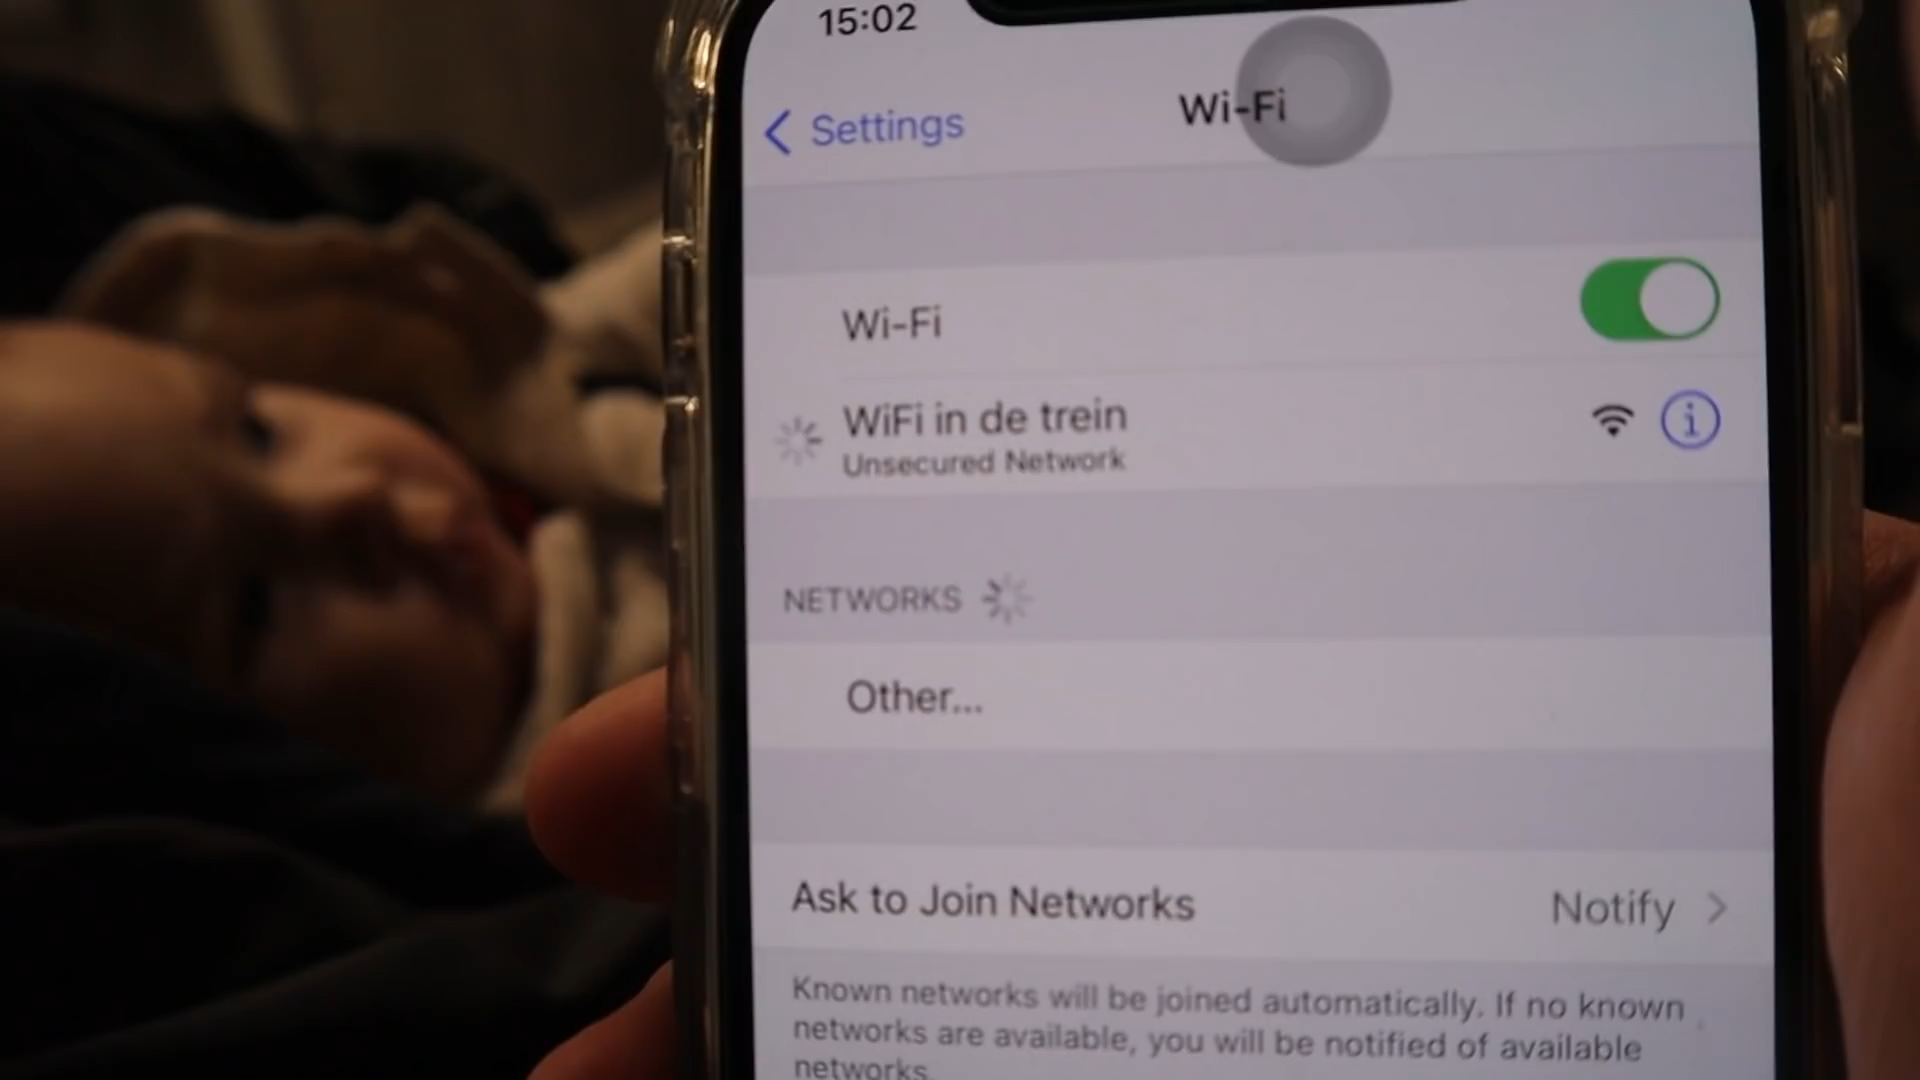 15:02
Settings
Wi-Fi
Wi-Fi
WiFi in de trein
Unsecured Network
NETWORKS
Other...
Ask to Join Networks
Notify
Known networks will be joined automatically. If no known
networks are available, you will be notified of available
networks.